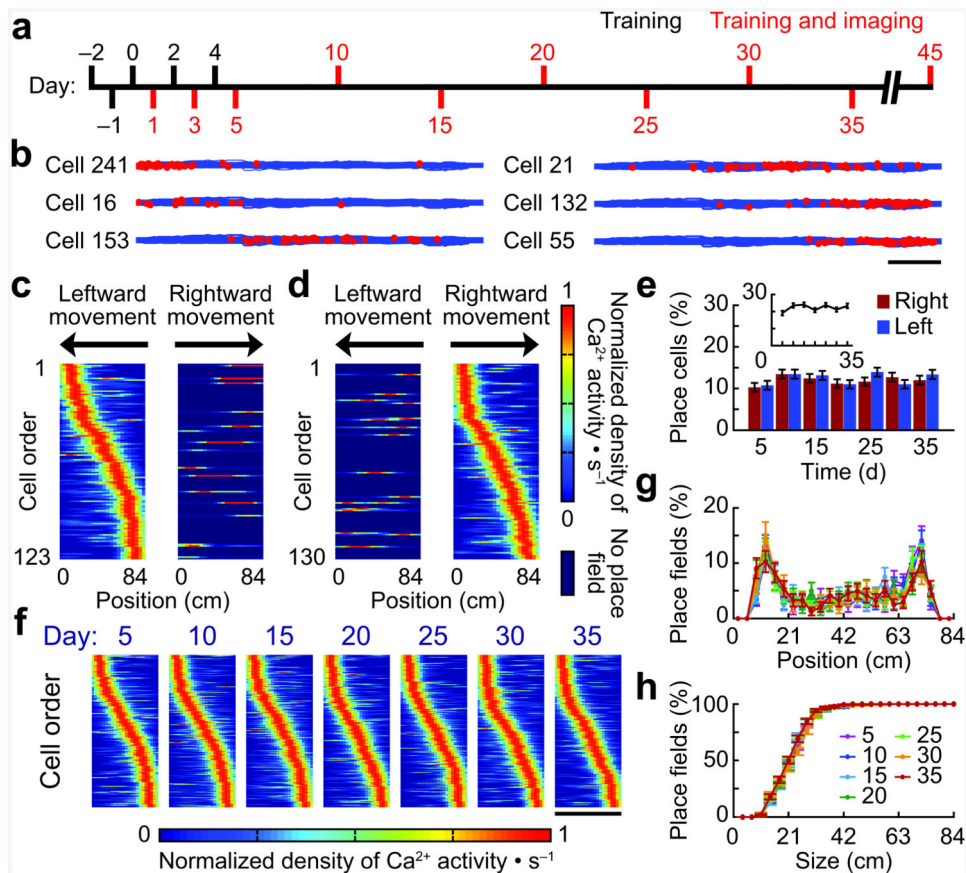 a
Training
Training and imaging
–2 0 2 4 10 20 30 45
Day:
–1 1 3 5 15 25 35
b
Cell 241
Cell 16
Cell 153
Cell 21
Cell 132
Cell 55
c
Leftward movement
Rightward movement
1
Cell order
123
0 84 0 84
Position (cm)
d
Leftward movement
Rightward movement
1
130
0 84 0 84
Position (cm)
1
0
Normalized density of Ca²⁺ activity • s⁻¹
No place field
e
Place cells (%)
30
25
20
15
10
0
30
0
35
Right
Left
5 15 25 35
Time (d)
f
Day: 5 10 15 20 25 30 35
Cell order
0 1
Normalized density of Ca²⁺ activity • s⁻¹
g
Place fields (%)
20
10
0
0 21 42 63 84
Position (cm)
h
Place fields (%)
100
50
0
5 25
10 30
15 35
20
0 21 42 63 84
Size (cm)